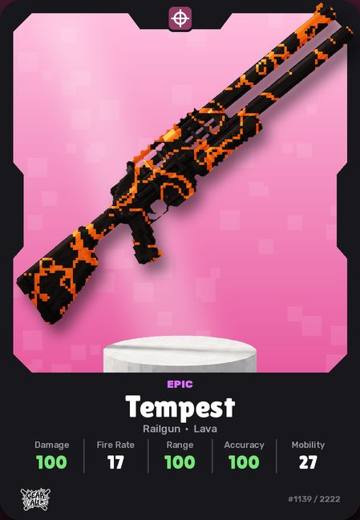 EPIC
Tempest
Railgun • Lava
Damage Fire Rate Range Accuracy Mobility
100 17 100 100 27
#1139 / 2222